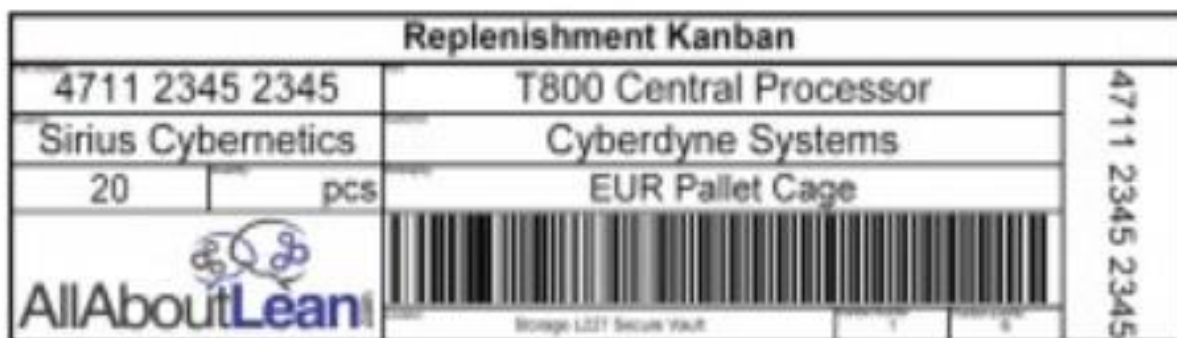 Replenishment Kanban
4711 2345 2345
T800 Central Processor
Sirius Cybernetics
Cyberdyne Systems
20 pcs
EUR Pallet Cage
AllAboutLean
Storage L227 Secure Vault
1
6
4711 2345 2345